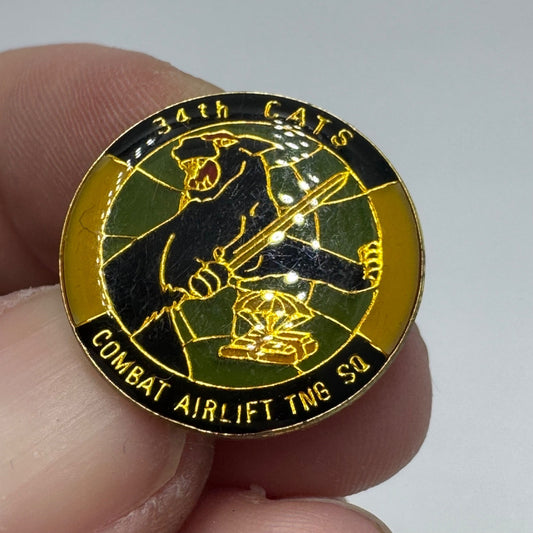 34th CATS
COMBAT AIRLIFT TNG SQ